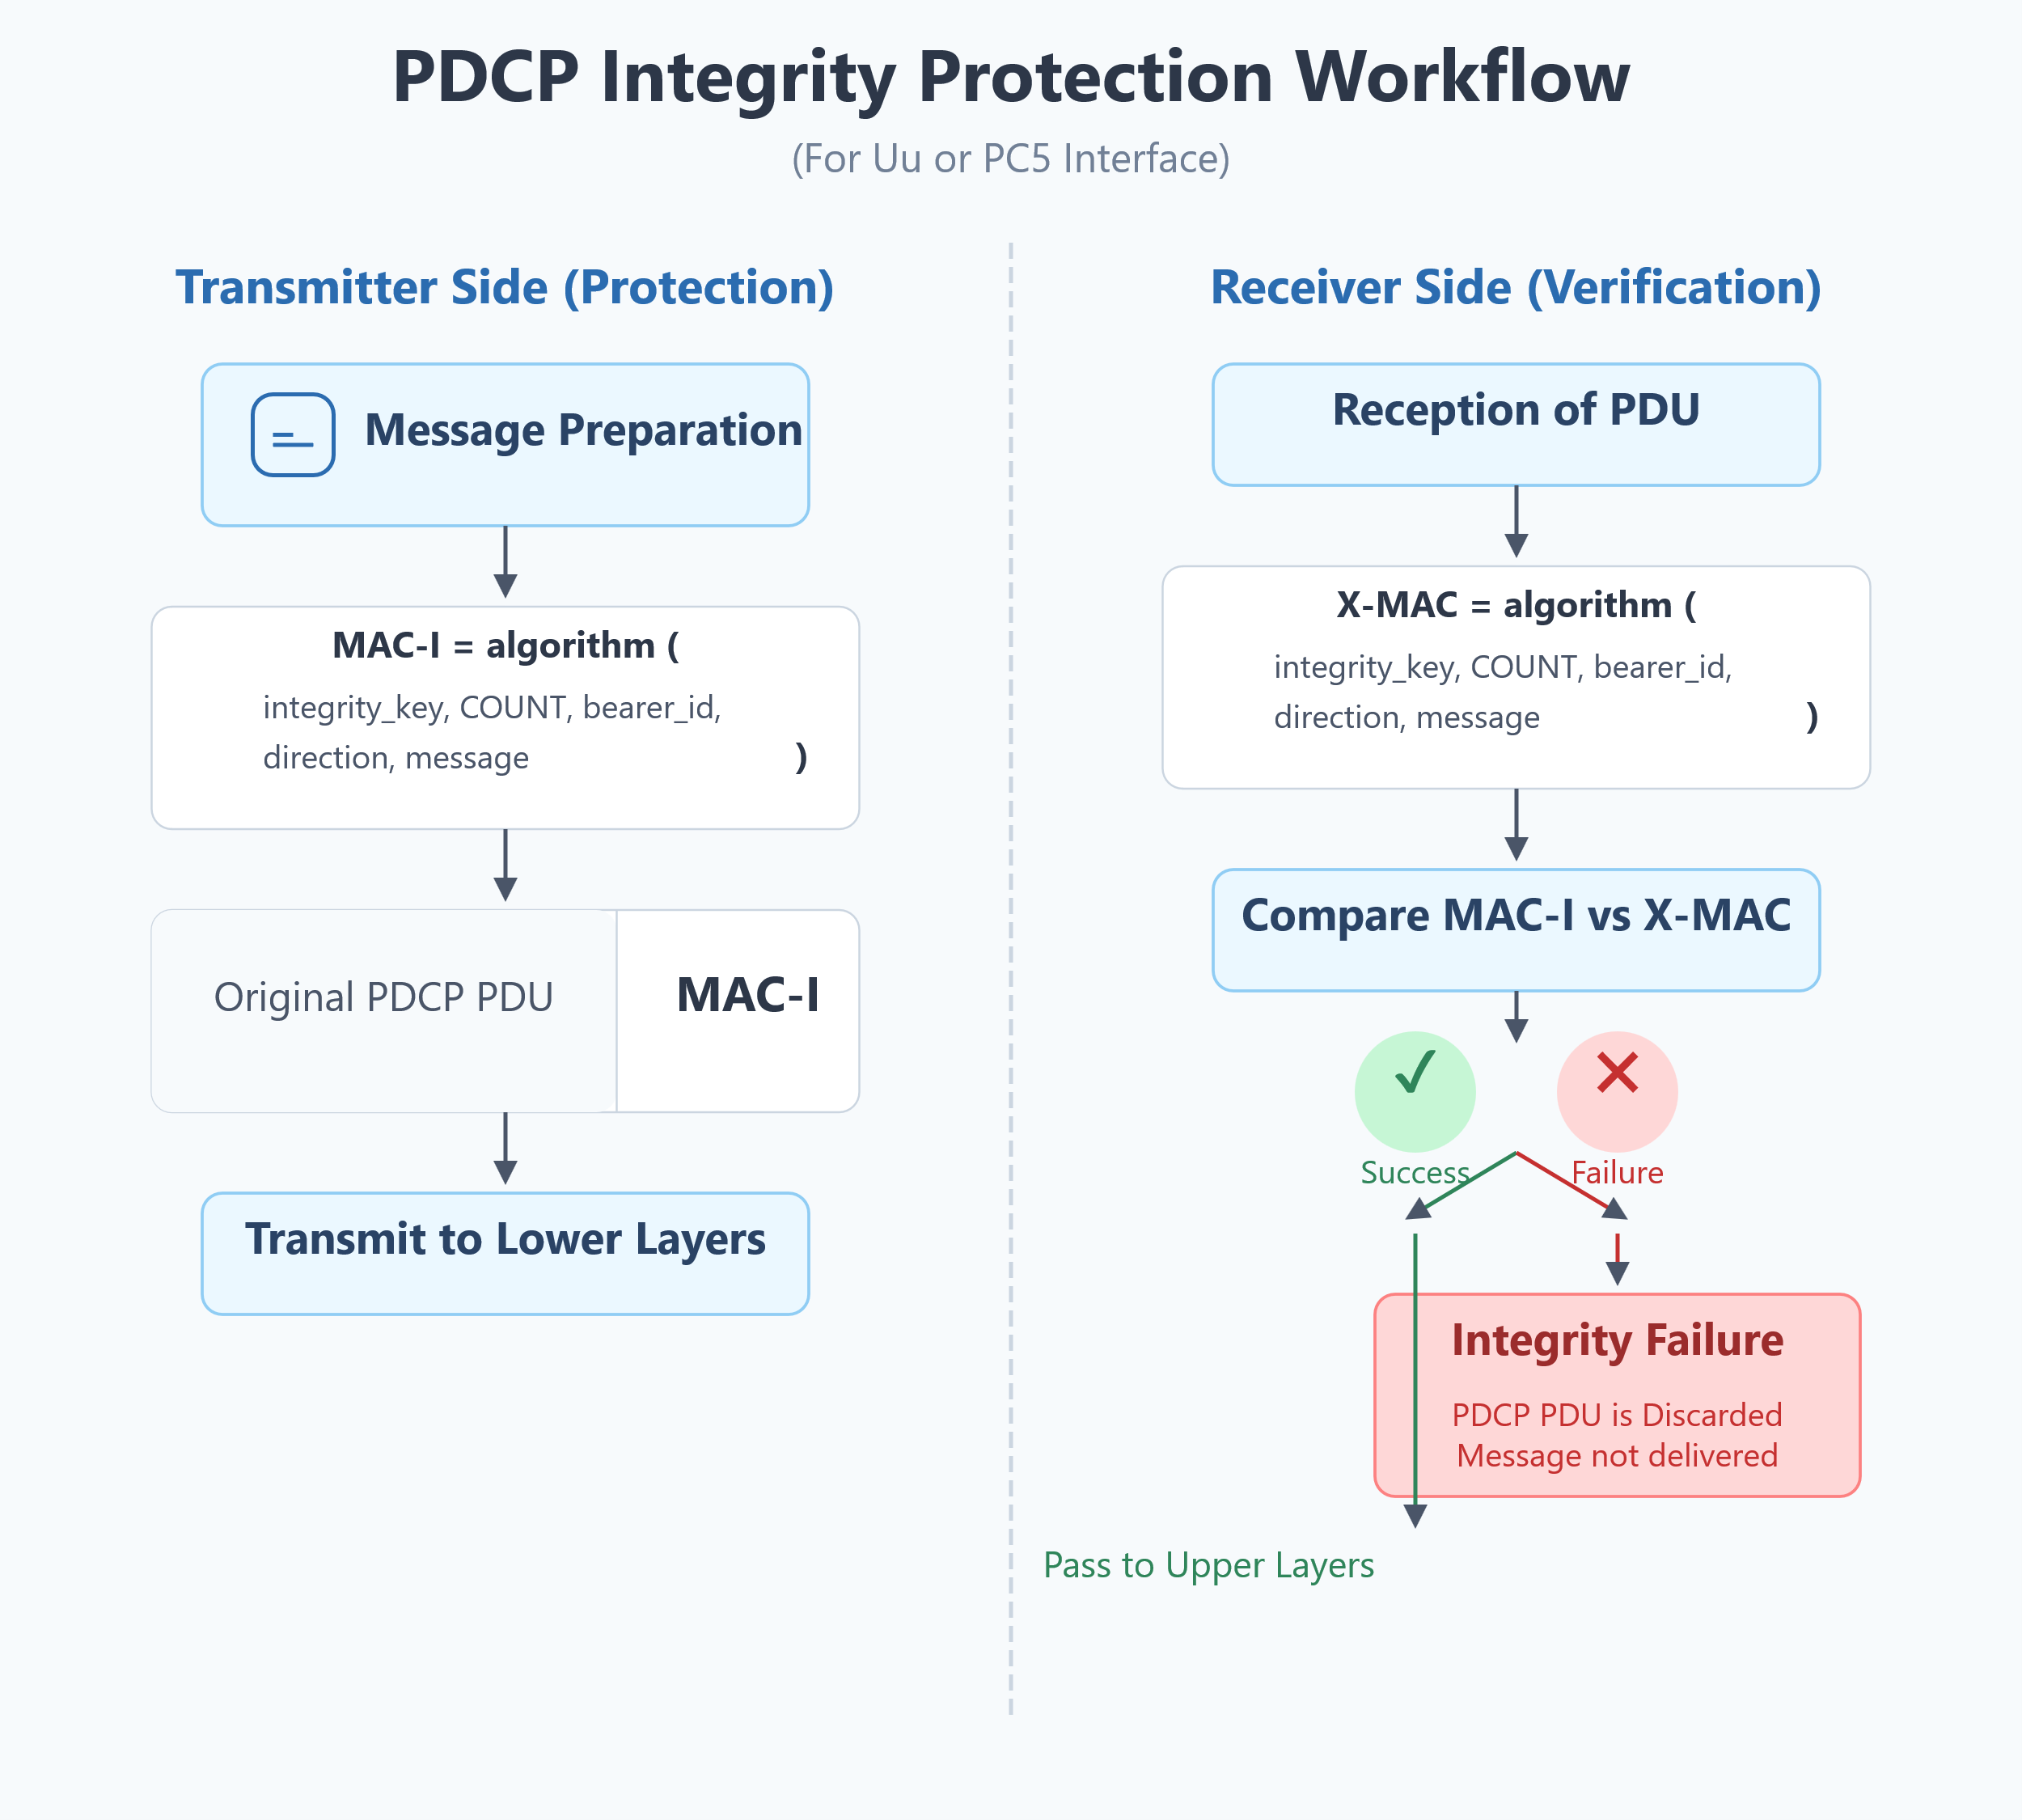 PDCP Integrity Protection Workflow
(For Uu or PC5 Interface)
Transmitter Side (Protection)
Message Preparation
MAC-I = algorithm (
integrity_key, COUNT, bearer_id,
direction, message )
Original PDCP PDU
MAC-I
Transmit to Lower Layers
Receiver Side (Verification)
Reception of PDU
X-MAC = algorithm (
integrity_key, COUNT, bearer_id,
direction, message )
Compare MAC-I vs X-MAC
Success
Failure
Integrity Failure
PDCP PDU is Discarded
Message not delivered
Pass to Upper Layers